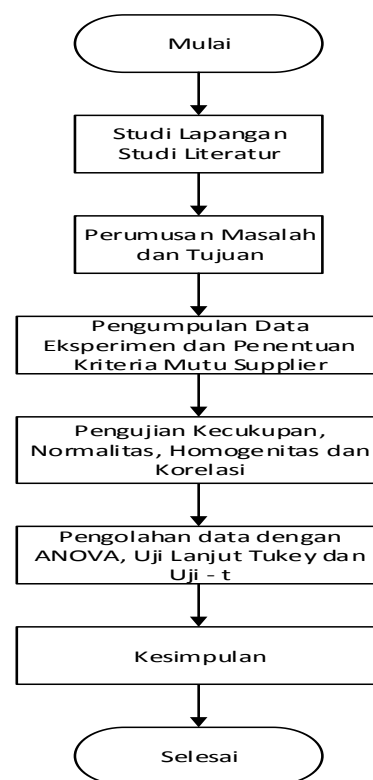 Mulai
Studi Lapangan
Studi Literatur
Perumusan Masalah
dan Tujuan
Pengumpulan Data
Eksperimen dan Penentuan
Kriteria Mutu Supplier
Pengujian Kecukupan,
Normalitas, Homogenitas dan
Korelasi
Pengolahan data dengan
ANOVA, Uji Lanjut Tukey dan
Uji - t
Kesimpulan
Selesai